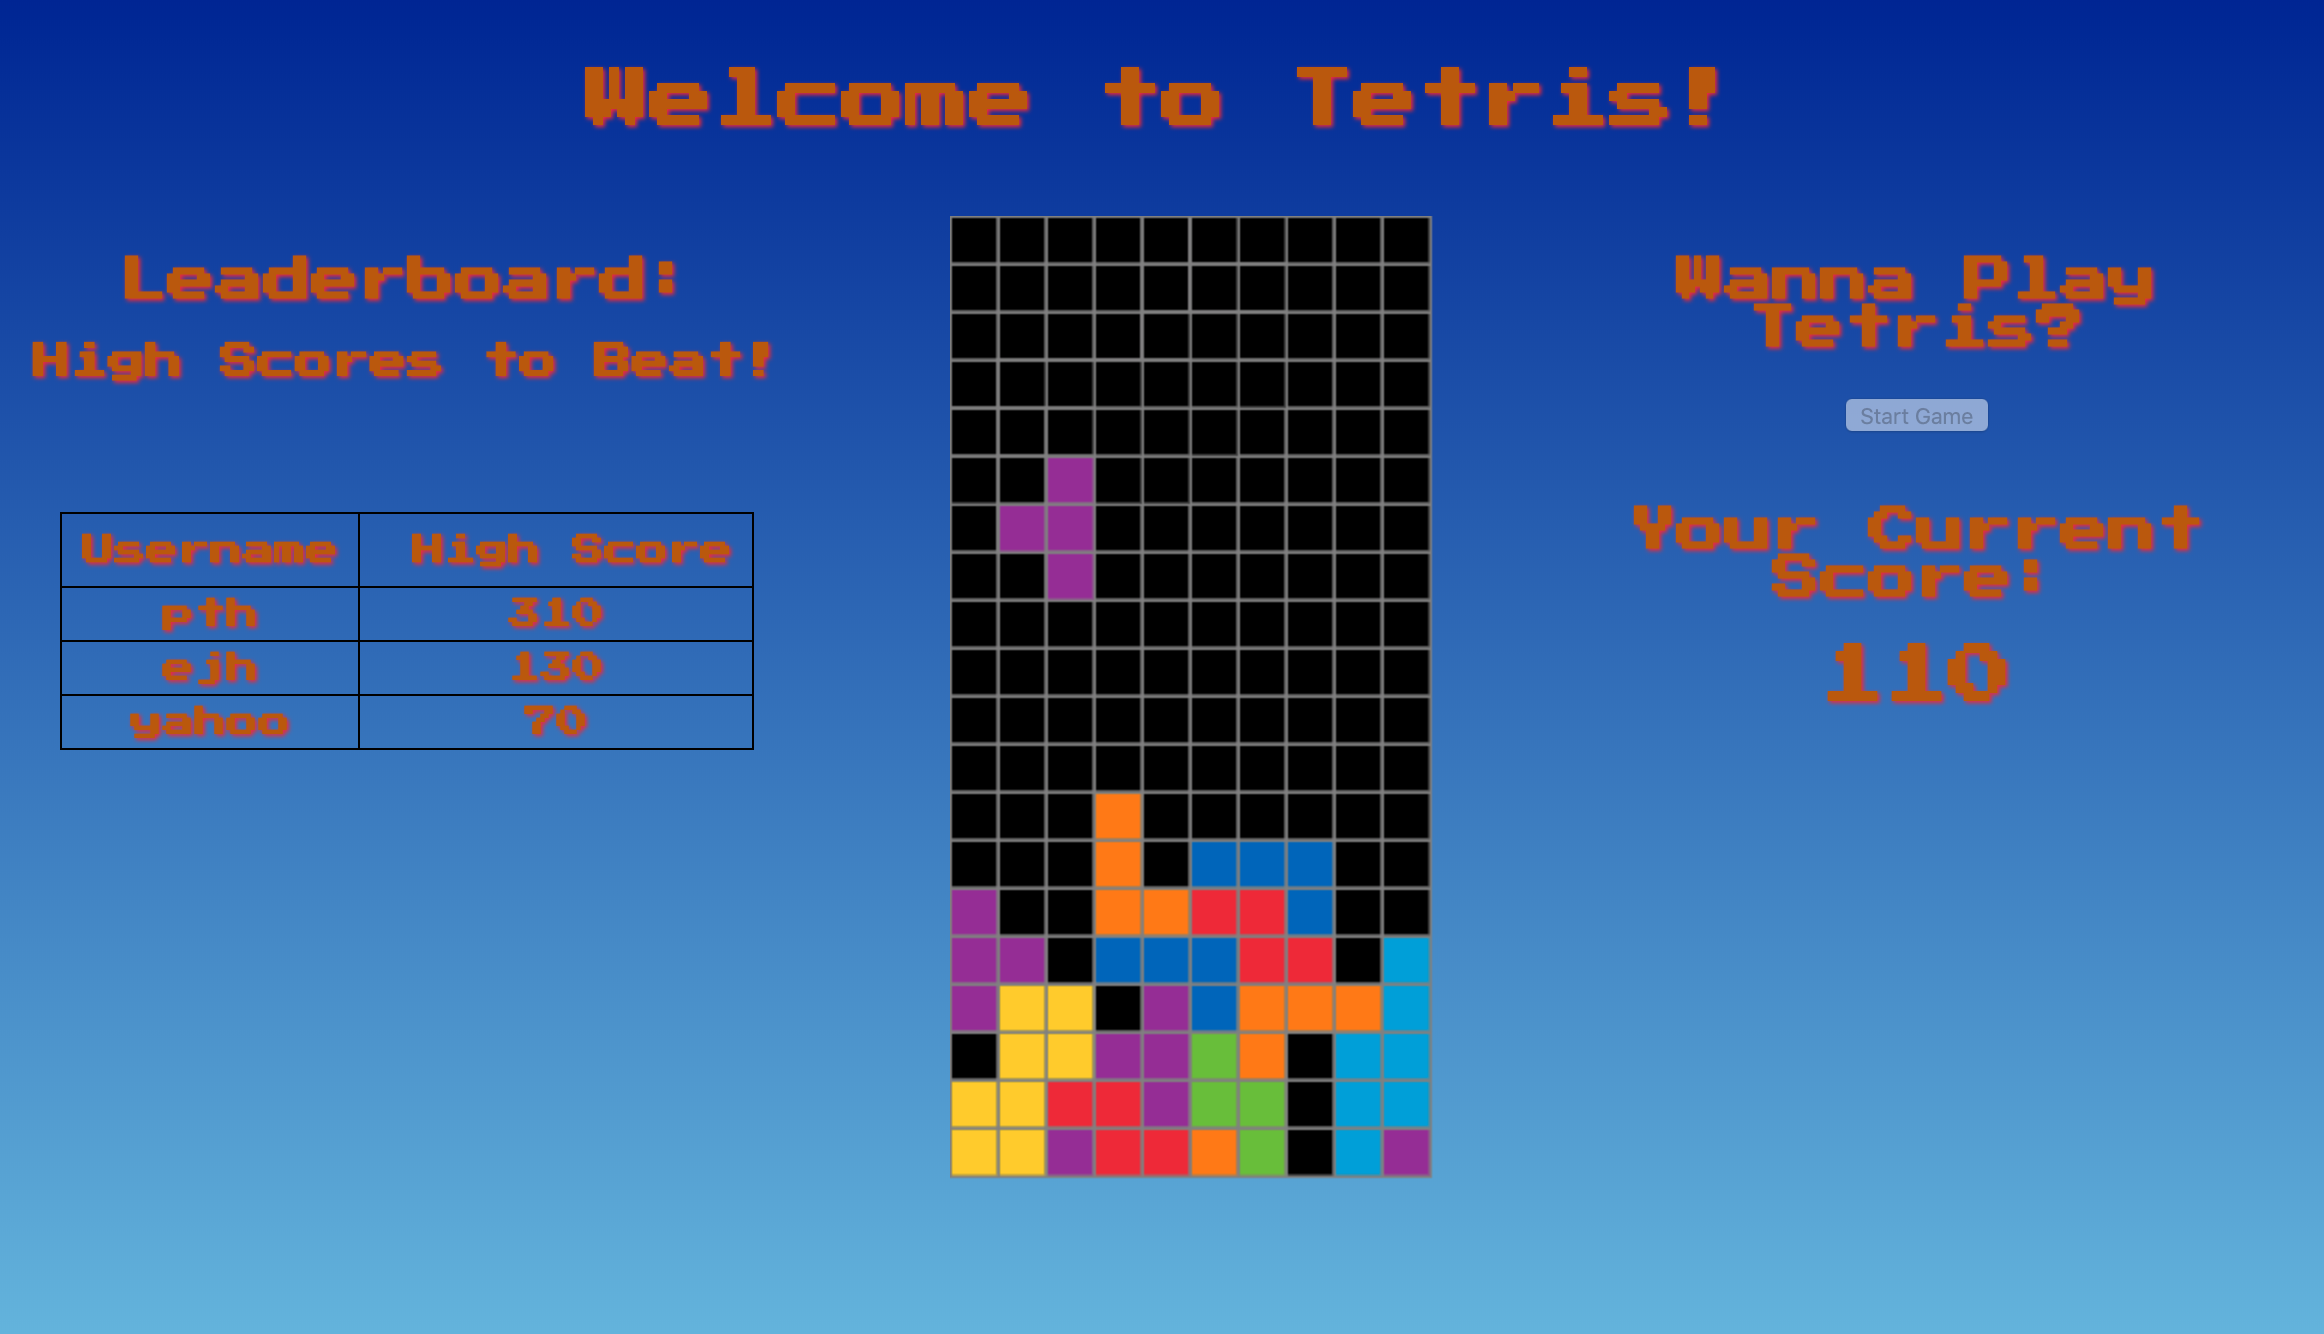 Welcome to Tetris!
Leaderboard:
High Scores to Beat!
Username High Score
pth 310
ejh 130
yahoo 70
Wanna Play
Tetris?
Start Game
Your Current
Score:
110